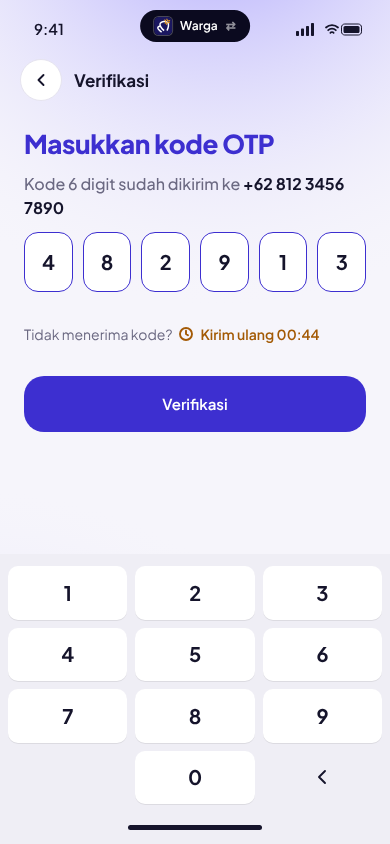 9:41
Warga
Verifikasi
Masukkan kode OTP
Kode 6 digit sudah dikirim ke +62 812 3456
7890
4 8 2 9 1 3
Tidak menerima kode? Kirim ulang 00:44
Verifikasi
1 2 3
4 5 6
7 8 9
0